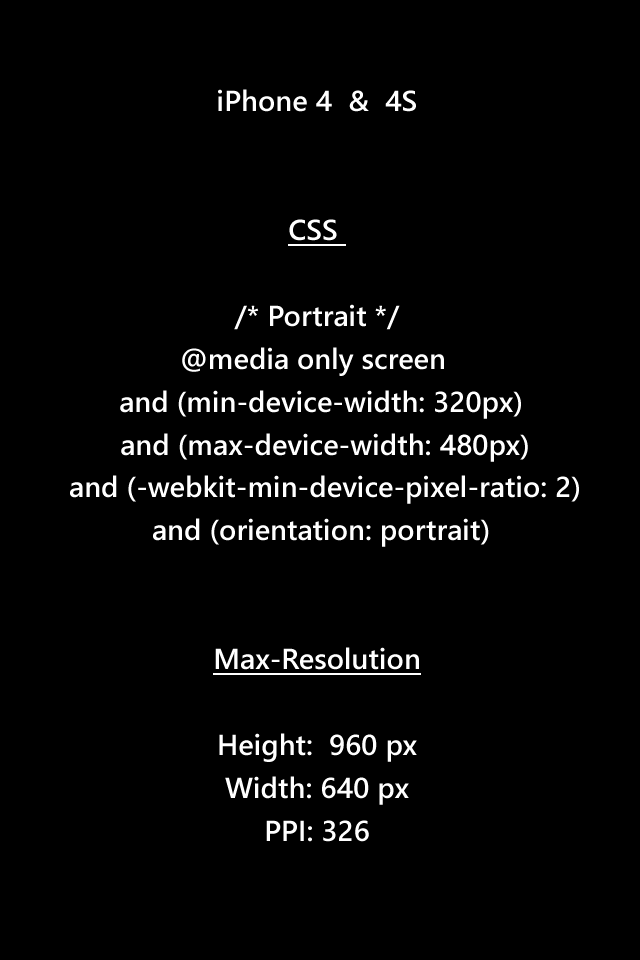 iPhone 4  &  4S
CSS
/* Portrait */
@media only screen
and (min-device-width: 320px)
and (max-device-width: 480px)
and (-webkit-min-device-pixel-ratio: 2)
and (orientation: portrait)
Max-Resolution
Height:  960 px
Width: 640 px
PPI: 326